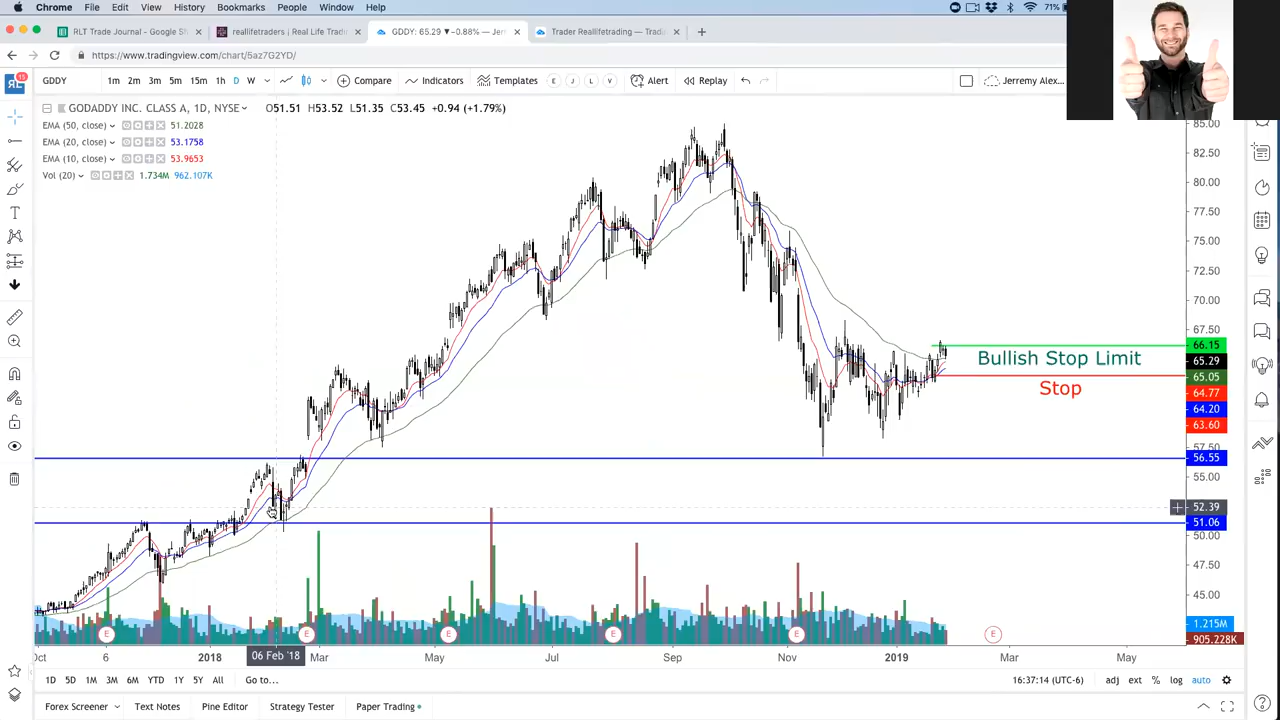 Chrome File Edit View History Bookmarks People Window Help 71%
RLT Trade Journal - Google Sh reallifetraders | Real Life Tradin GDDY: 65.29 ▼−0.88% — Jerr Trader Reallifetrading — Tradi
https://www.tradingview.com/chart/5az7G2YD/
15
GDDY 1m 2m 3m 5m 15m 1h D W Compare Indicators Templates E J L V Alert Replay Jerremy Alex...
GODADDY INC. CLASS A, 1D, NYSE O51.51 H53.52 L51.35 C53.45 +0.94 (+1.79%)
EMA (50, close) 51.2028
EMA (20, close) 53.1758
EMA (10, close) 53.9653
Vol (20) 1.734M 962.107K
85.00
82.50
80.00
77.50
75.00
72.50
70.00
67.50
66.15
Bullish Stop Limit
65.29
65.05
Stop
64.77
64.20
63.60
57.50
56.55
55.00
52.39
51.06
50.00
47.50
45.00
1.215M
905.228K
E E E E E E
Oct 6 2018 06 Feb '18 Mar May Jul Sep Nov 2019 Mar May
1D 5D 1M 3M 6M YTD 1Y 5Y All Go to... 16:37:14 (UTC-6) adj ext % log auto
Forex Screener Text Notes Pine Editor Strategy Tester Paper Trading